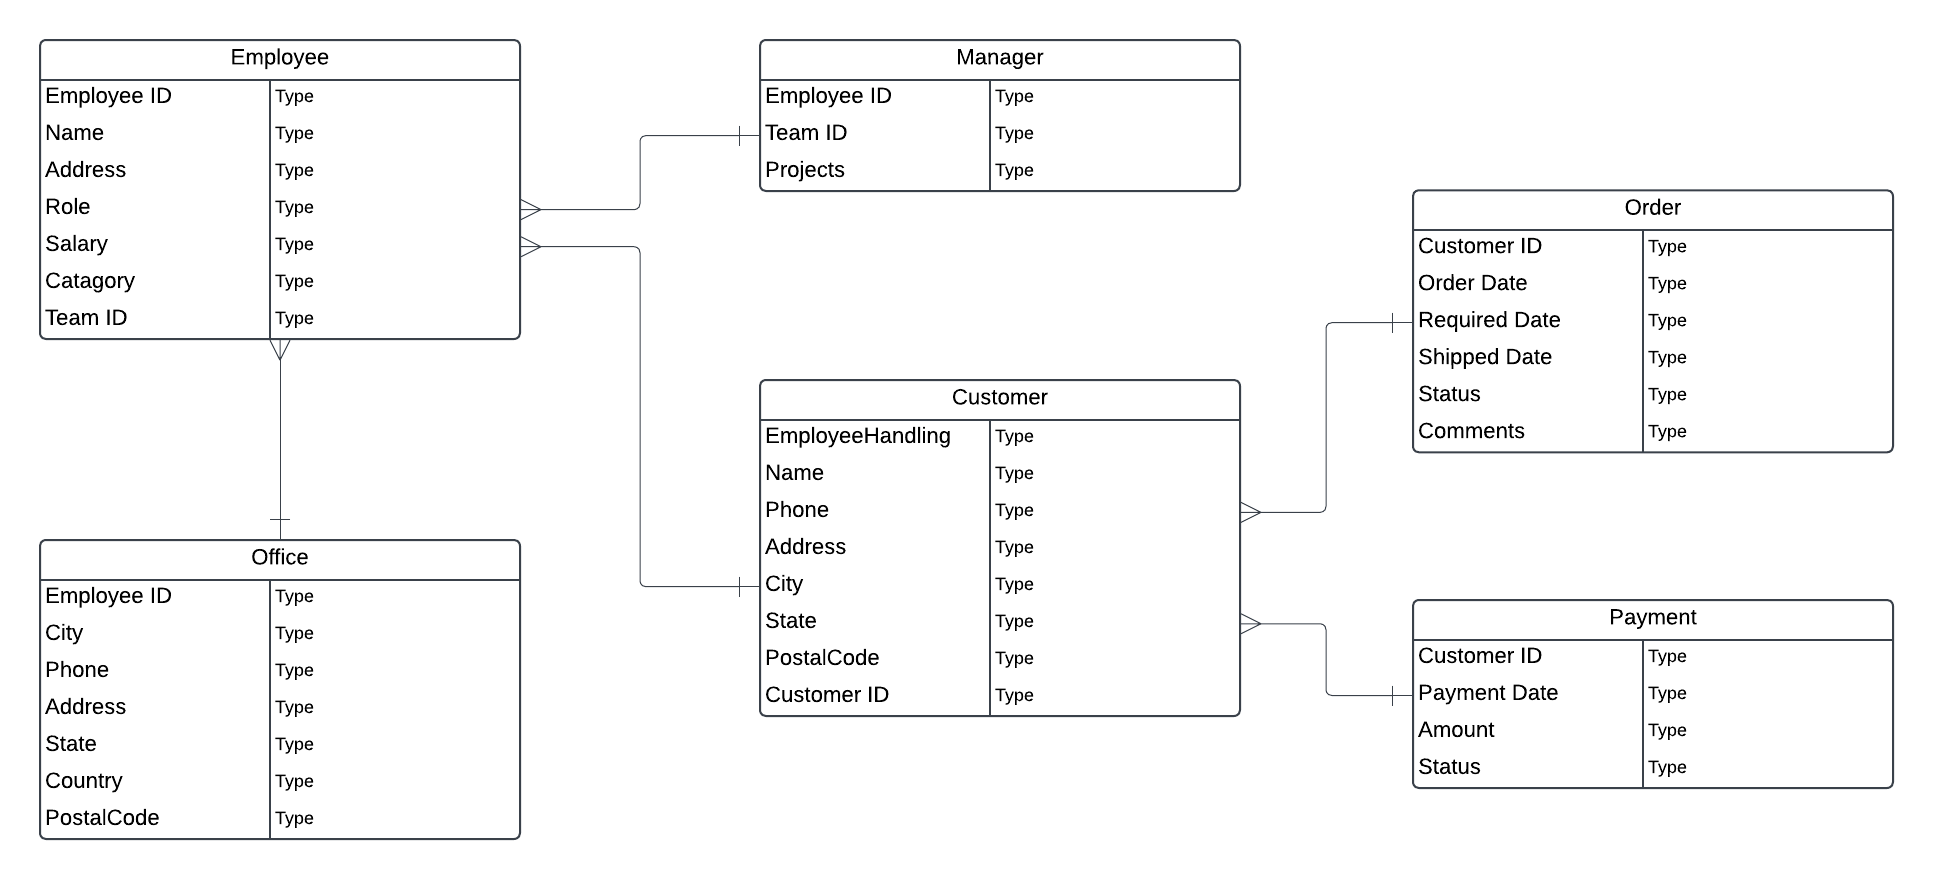 Employee
Employee ID Type
Name Type
Address Type
Role Type
Salary Type
Catagory Type
Team ID Type
Manager
Employee ID Type
Team ID Type
Projects Type
Order
Customer ID Type
Order Date Type
Required Date Type
Shipped Date Type
Status Type
Comments Type
Customer
EmployeeHandling Type
Name Type
Phone Type
Address Type
City Type
State Type
PostalCode Type
Customer ID Type
Office
Employee ID Type
City Type
Phone Type
Address Type
State Type
Country Type
PostalCode Type
Payment
Customer ID Type
Payment Date Type
Amount Type
Status Type